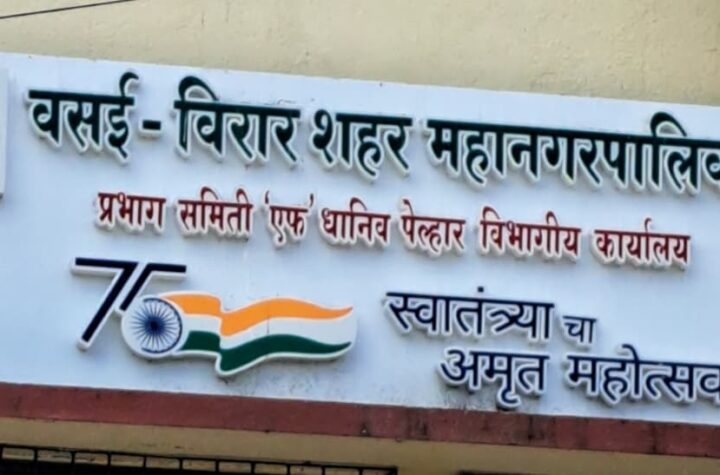 वसई - विरार शहर महानगरपालिक
प्रभाग समिती 'एफ' धानिव पेल्हार विभागीय कार्यालय
75
स्वातंत्र्या चा
अमृत महोत्सव